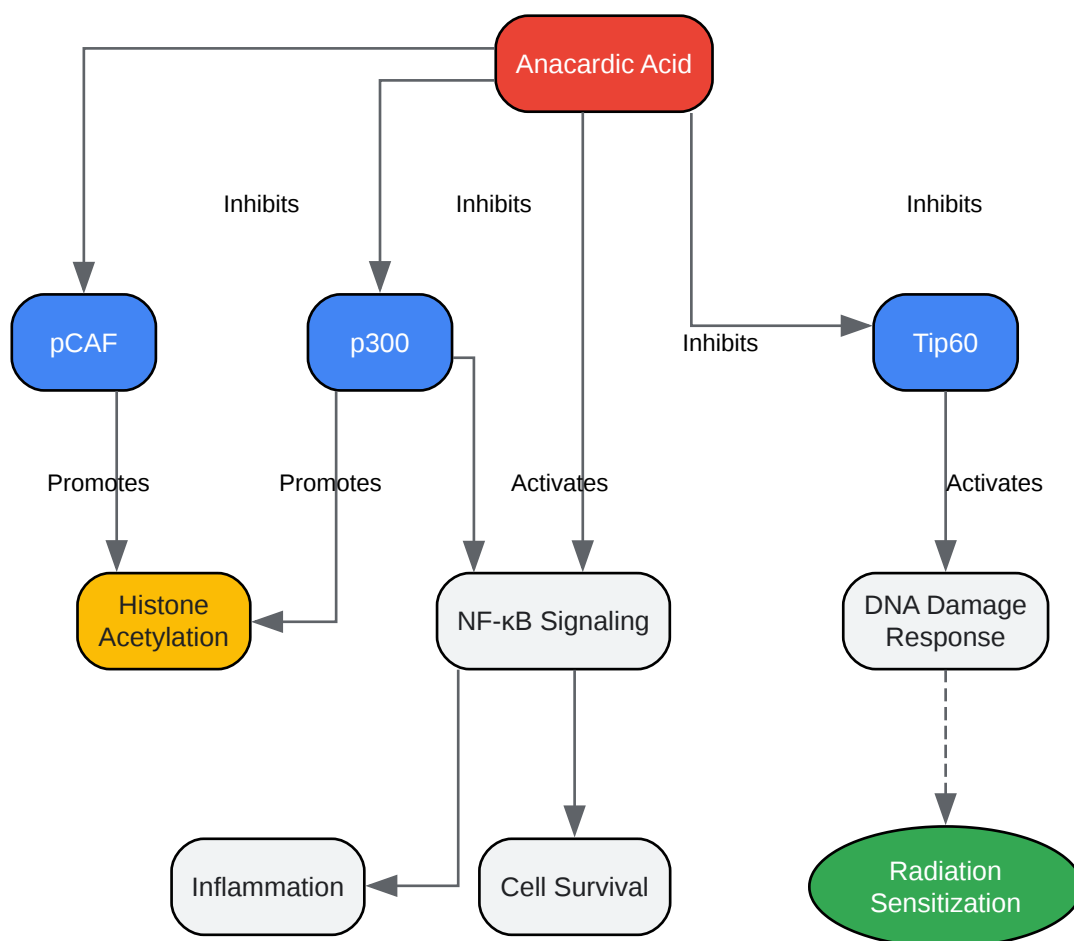 Anacardic Acid
Inhibits
Inhibits
Inhibits
pCAF
p300
Inhibits
Tip60
Promotes
Promotes
Activates
Activates
Histone
Acetylation
NF-κB Signaling
DNA Damage
Response
Inflammation
Cell Survival
Radiation
Sensitization